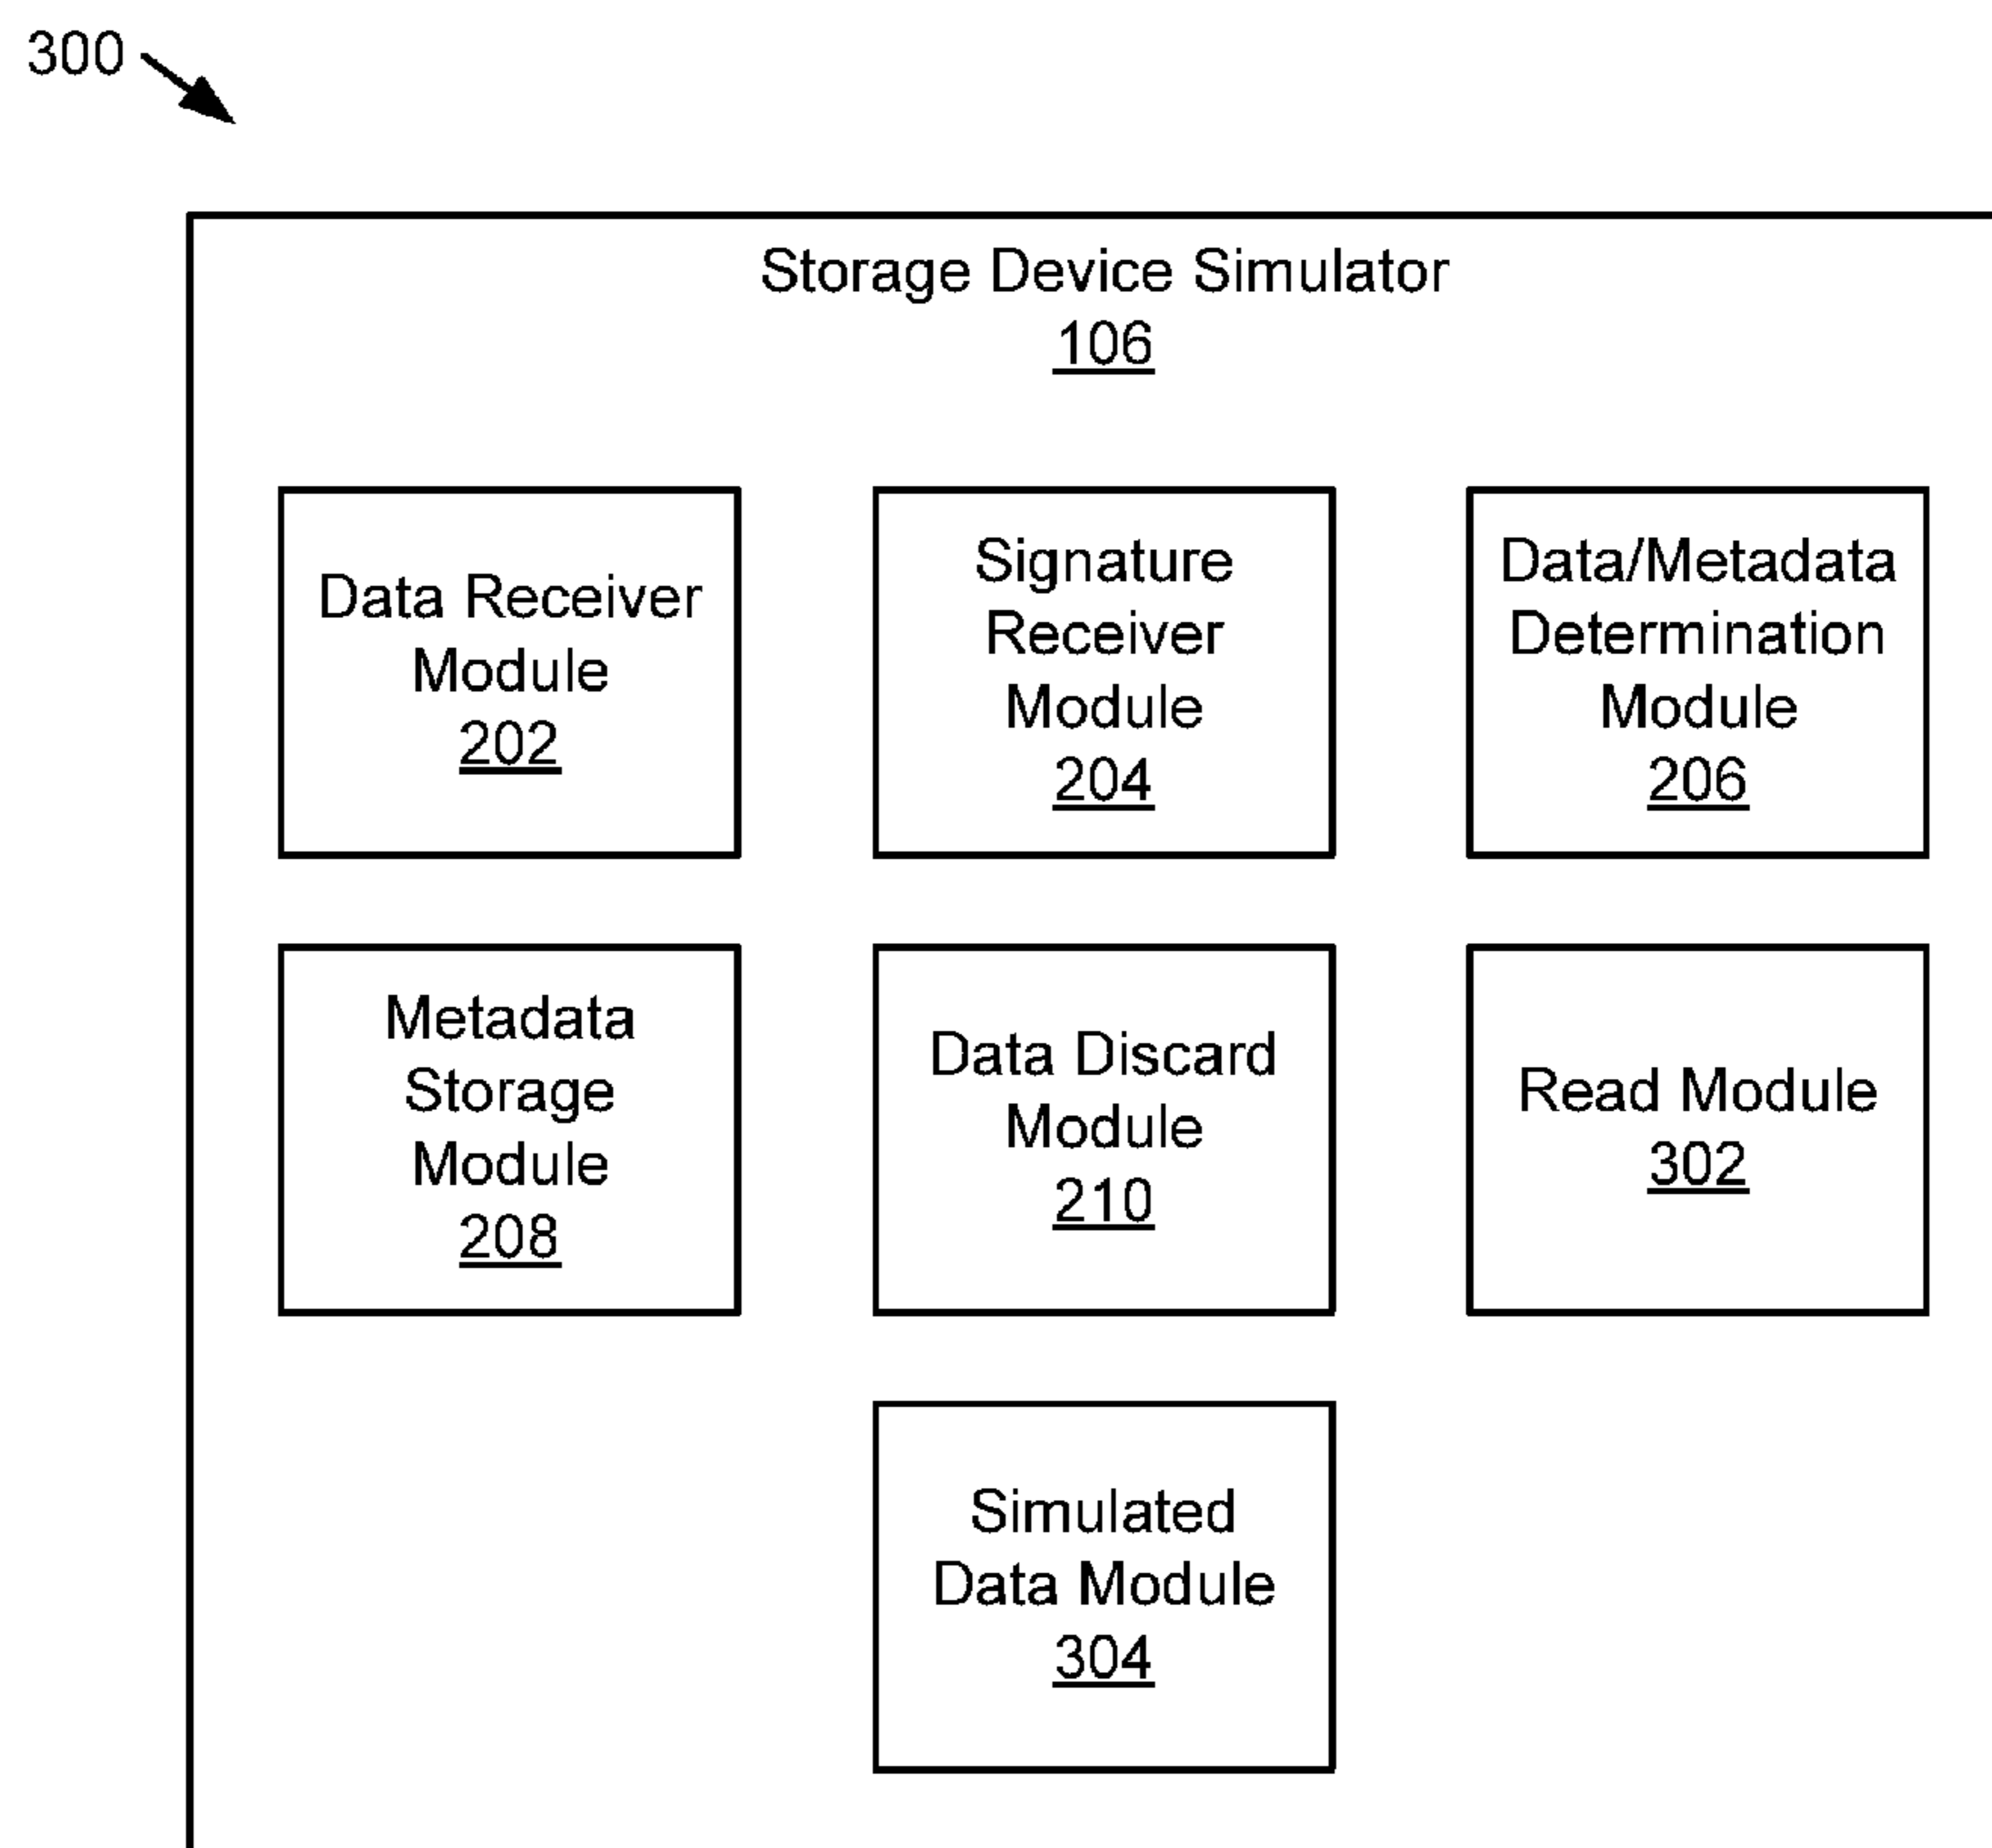 300
Storage Device Simulator
106
Data Receiver
Module
202
Signature
Receiver
Module
204
Data/Metadata
Determination
Module
206
Metadata
Storage
Module
208
Data Discard
Module
210
Read Module
302
Simulated
Data Module
304